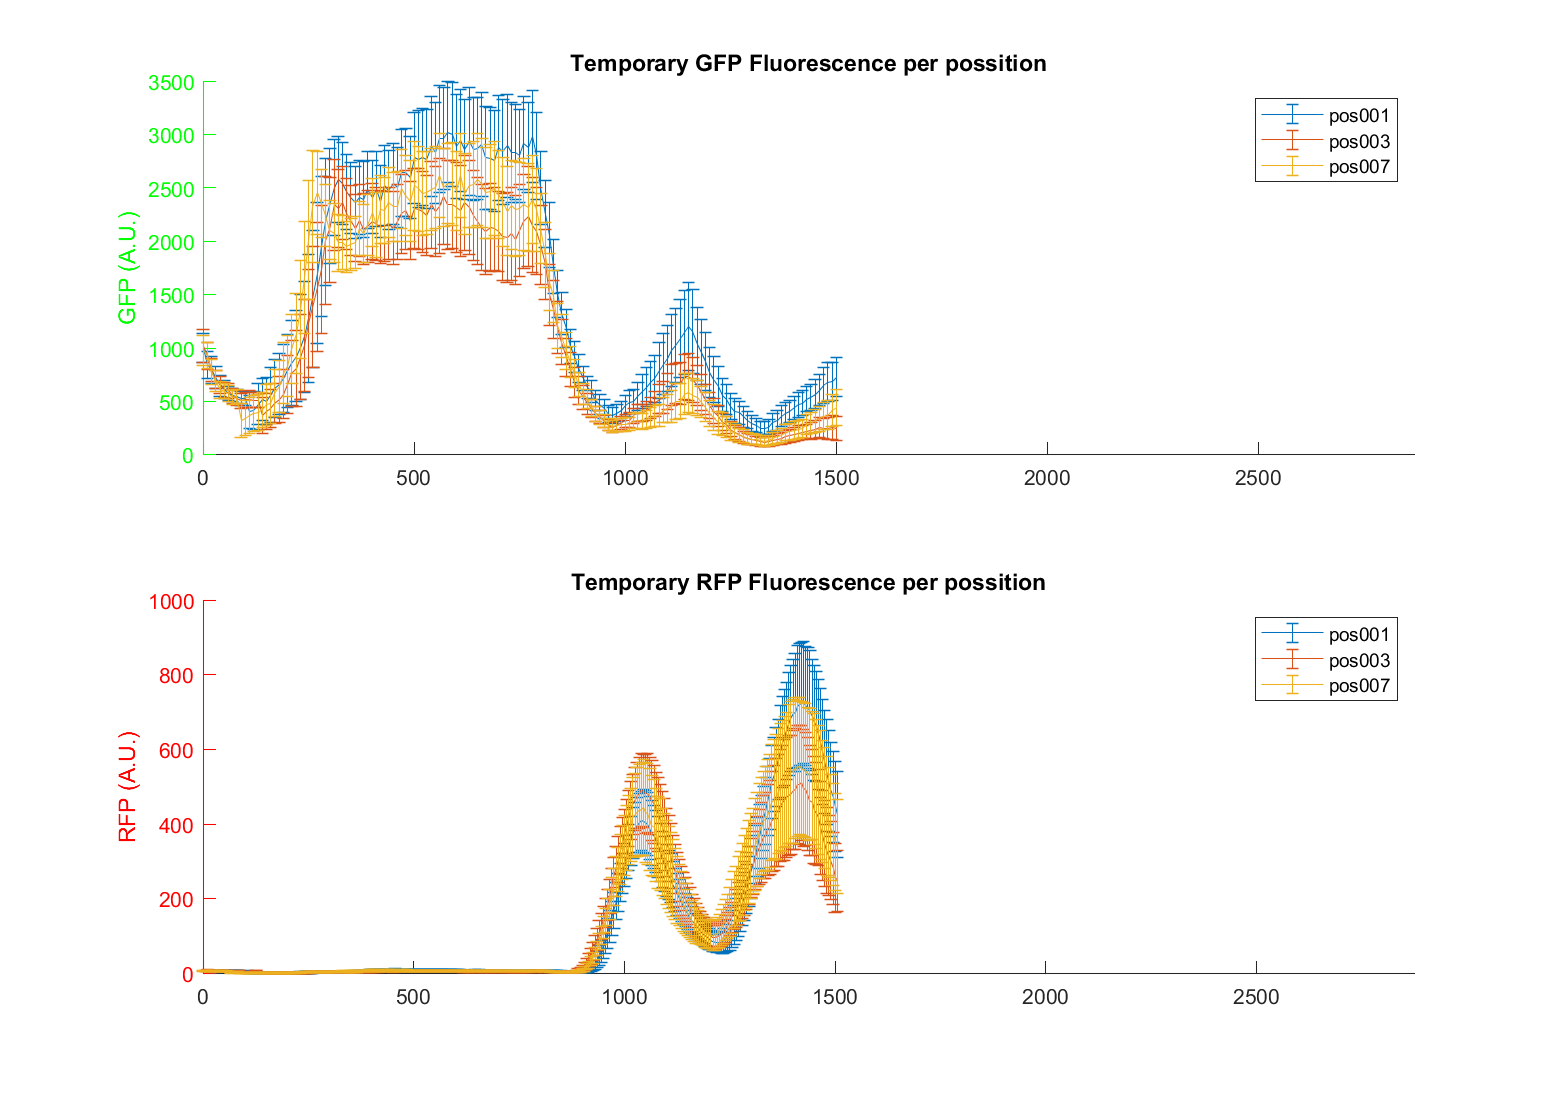 Temporary GFP Fluorescence per possition
3500
3000
2500
2000
1500
1000
500
0
GFP (A.U.)
pos001
pos003
pos007
0 500 1000 1500 2000 2500
Temporary RFP Fluorescence per possition
1000
800
600
400
200
0
RFP (A.U.)
pos001
pos003
pos007
0 500 1000 1500 2000 2500